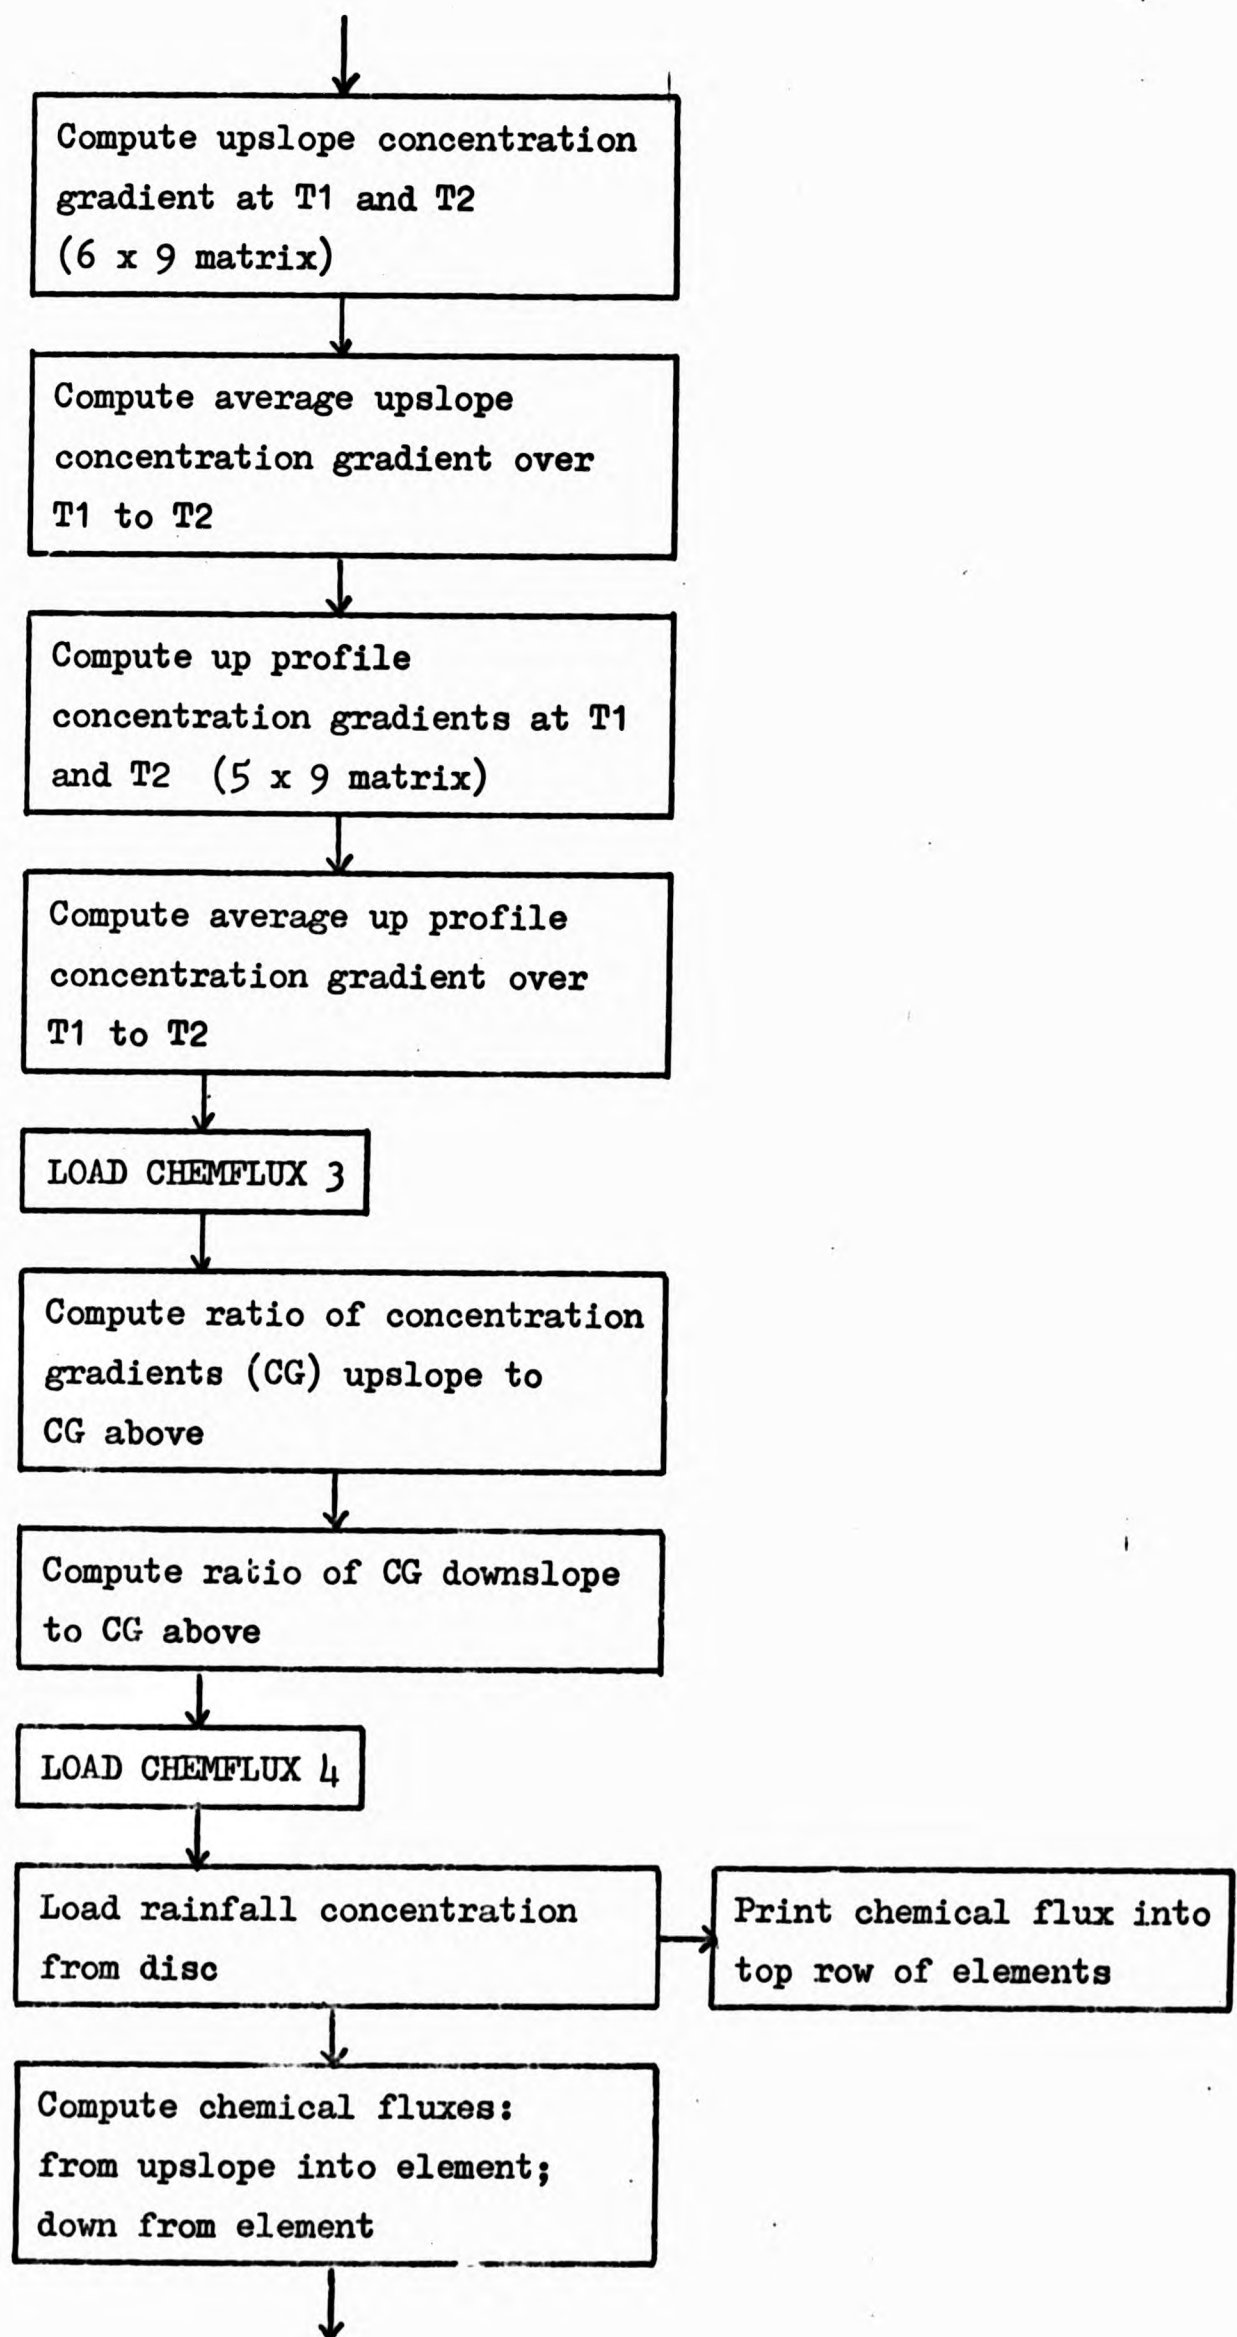 Compute upslope concentration
gradient at T1 and T2
(6 x 9 matrix)
Compute average upslope
concentration gradient over
T1 to T2
Compute up profile
concentration gradients at T1
and T2 (5 x 9 matrix)
Compute average up profile
concentration gradient over
T1 to T2
LOAD CHEMFLUX 3
Compute ratio of concentration
gradients (CG) upslope to
CG above
Compute ratio of CG downslope
to CG above
LOAD CHEMFLUX 4
Load rainfall concentration
from disc
Print chemical flux into
top row of elements
Compute chemical fluxes:
from upslope into element;
down from element